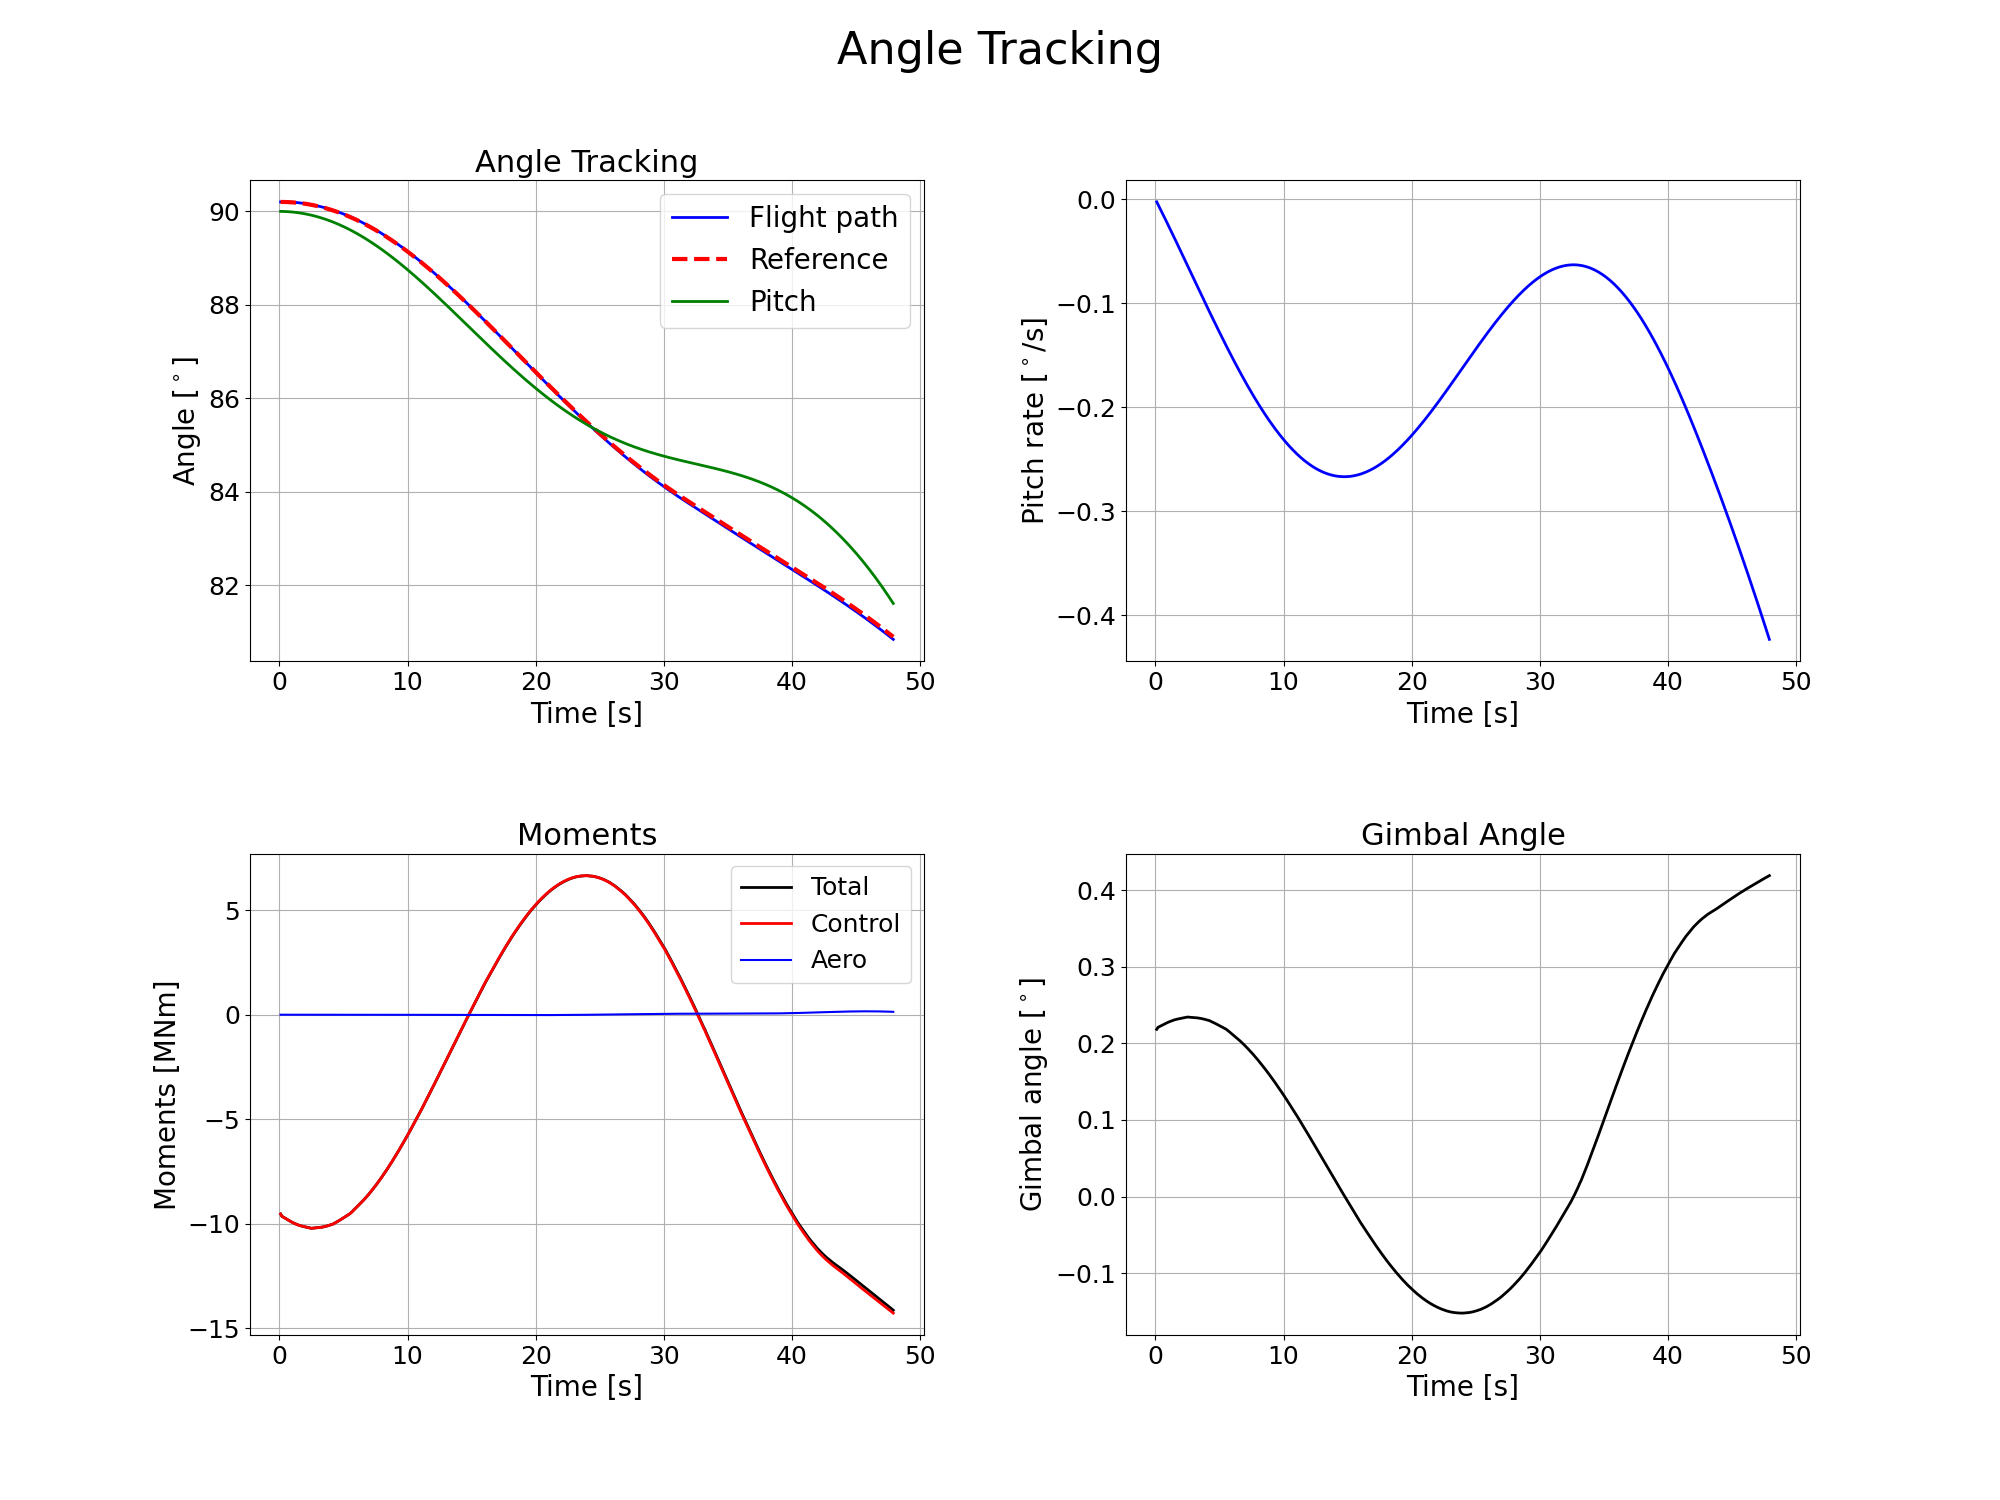 Angle Tracking
Angle Tracking
90
88
86
84
82
0 10 20 30 40 50
Angle [°]
Time [s]
Flight path
Reference
Pitch
0.0
−0.1
−0.2
−0.3
−0.4
0 10 20 30 40 50
Pitch rate [°/s]
Time [s]
Moments
5
0
−5
−10
−15
0 10 20 30 40 50
Moments [MNm]
Time [s]
Total
Control
Aero
Gimbal Angle
0.4
0.3
0.2
0.1
0.0
−0.1
0 10 20 30 40 50
Gimbal angle [°]
Time [s]